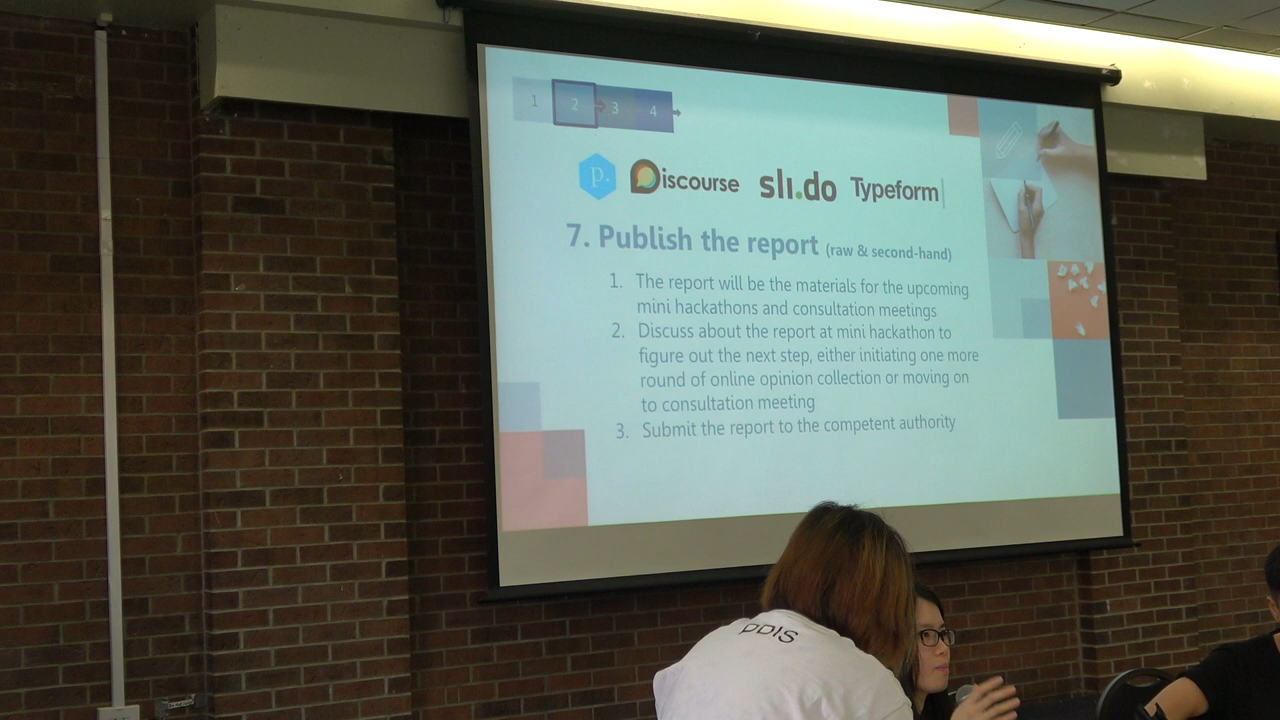 1 2 3 4
p. Discourse sli.do Typeform
7. Publish the report (raw & second-hand)
1. The report will be the materials for the upcoming
mini hackathons and consultation meetings
2. Discuss about the report at mini hackathon to
figure out the next step, either initiating one more
round of online opinion collection or moving on
to consultation meeting
3. Submit the report to the competent authority
PDIS